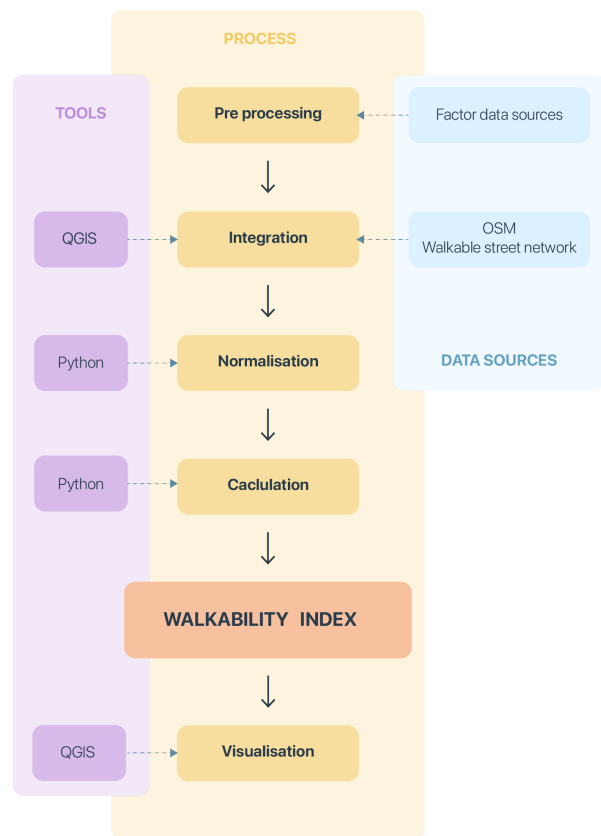 PROCESS
TOOLS
Pre processing
Factor data sources
QGIS
Integration
OSM
Walkable street network
Python
Normalisation
DATA SOURCES
Python
Caclulation
WALKABILITY INDEX
QGIS
Visualisation